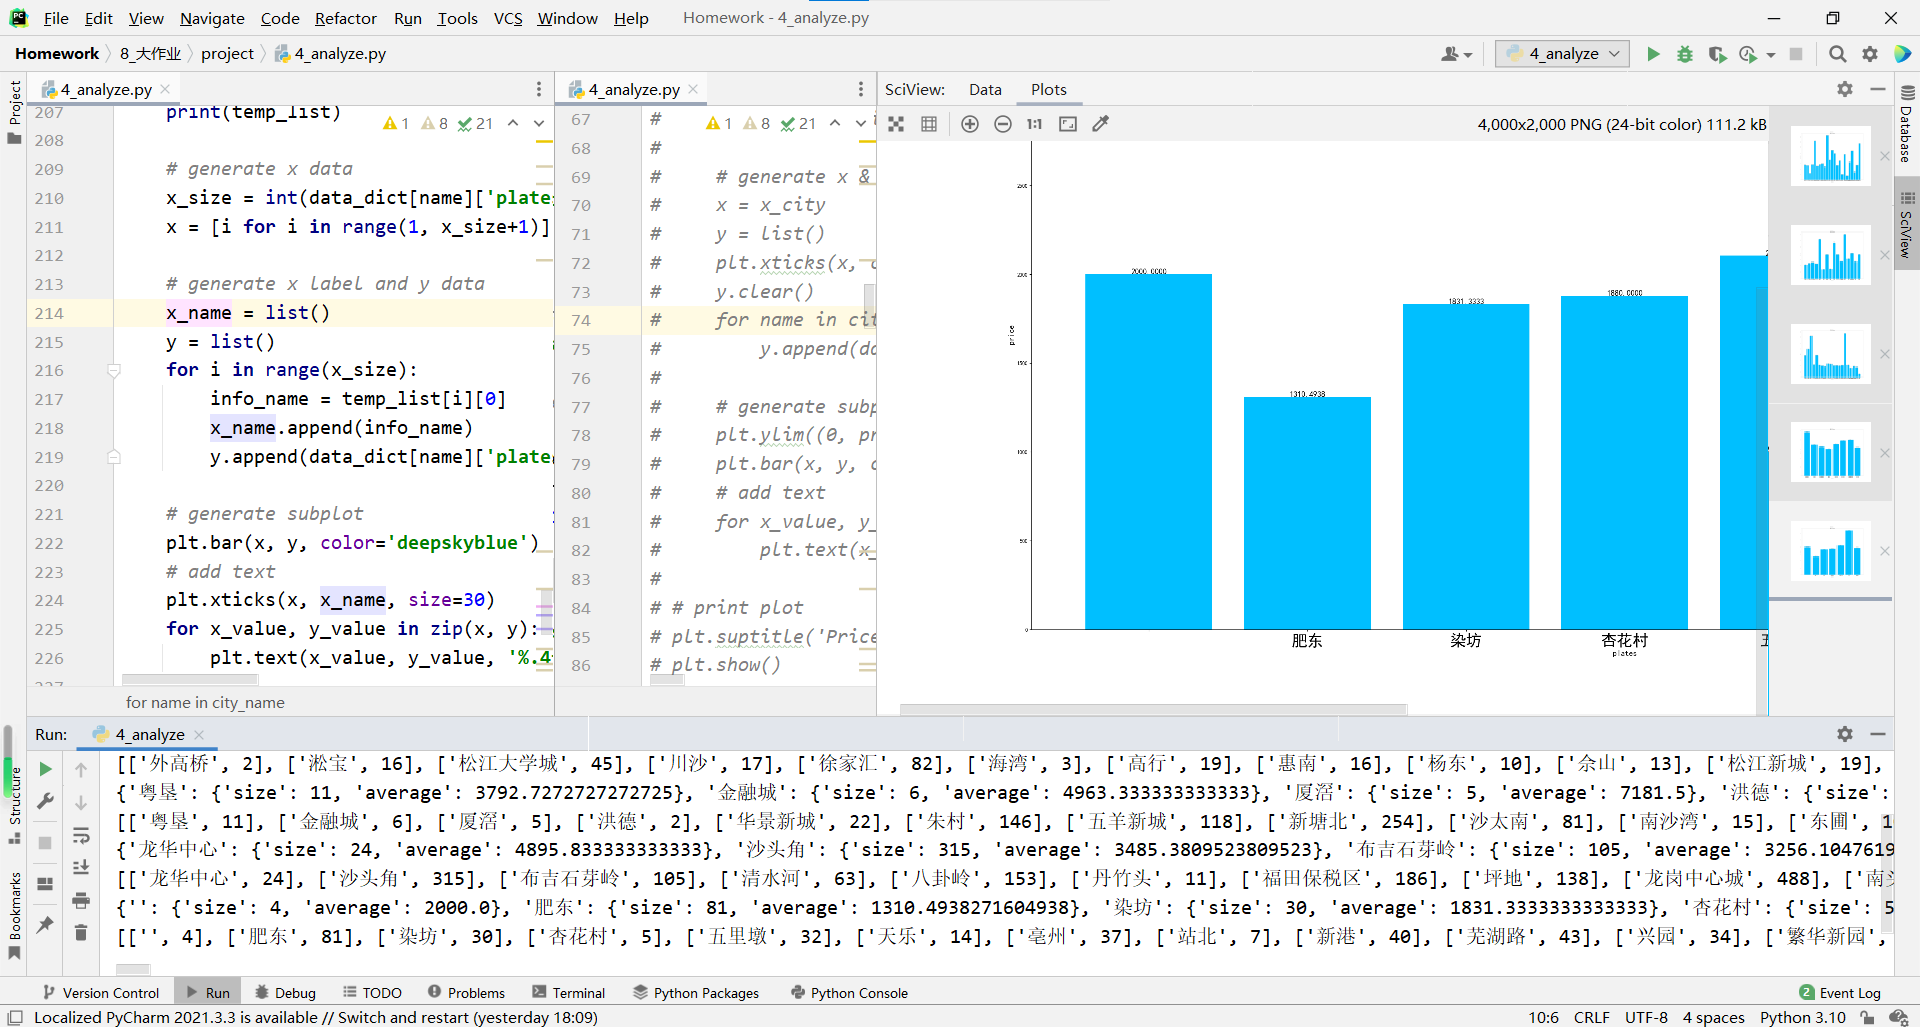 File Edit View Navigate Code Refactor Run Tools VCS Window Help Homework - 4_analyze.py
Homework 8_大作业 project 4_analyze.py 4_analyze
Project
4_analyze.py
207 print(temp_list) 1 8 21
208
209 # generate x data
210 x_size = int(data_dict[name]['plate
211 x = [i for i in range(1, x_size+1)]
212
213 # generate x label and y data
214 x_name = list()
215 y = list()
216 for i in range(x_size):
217 info_name = temp_list[i][0]
218 x_name.append(info_name)
219 y.append(data_dict[name]['plate
220
221 # generate subplot
222 plt.bar(x, y, color='deepskyblue')
223 # add text
224 plt.xticks(x, x_name, size=30)
225 for x_value, y_value in zip(x, y):
226 plt.text(x_value, y_value, '%.4
for name in city_name
4_analyze.py
67 # 1 8 21
68 #
69 # # generate x &
70 # x = x_city
71 # y = list()
72 # plt.xticks(x,
73 # y.clear()
74 # for name in cit
75 # y.append(da
76 #
77 # # generate subp
78 # plt.ylim((0, pr
79 # plt.bar(x, y, c
80 # # add text
81 # for x_value, y_
82 # plt.text(x_
83 #
84 # # print plot
85 # plt.suptitle('Price
86 # plt.show()
SciView: Data Plots
1:1 4,000x2,000 PNG (24-bit color) 111.2 kB
2500
2000
1500
1000
500
0
price
2000.0000
1310.4938
1831.3333
1880.0000
肥东 染坊 杏花村
plates
Database
SciView
Run: 4_analyze
[['外高桥', 2], ['淞宝', 16], ['松江大学城', 45], ['川沙', 17], ['徐家汇', 82], ['海湾', 3], ['高行', 19], ['惠南', 16], ['杨东', 10], ['佘山', 13], ['松江新城', 19],
{'粤垦': {'size': 11, 'average': 3792.7272727272725}, '金融城': {'size': 6, 'average': 4963.333333333333}, '厦滘': {'size': 5, 'average': 7181.5}, '洪德': {'size':
[['粤垦', 11], ['金融城', 6], ['厦滘', 5], ['洪德', 2], ['华景新城', 22], ['朱村', 146], ['五羊新城', 118], ['新塘北', 254], ['沙太南', 81], ['南沙湾', 15], ['东圃', 1
{'龙华中心': {'size': 24, 'average': 4895.833333333333}, '沙头角': {'size': 315, 'average': 3485.3809523809523}, '布吉石芽岭': {'size': 105, 'average': 3256.1047619
[['龙华中心', 24], ['沙头角', 315], ['布吉石芽岭', 105], ['清水河', 63], ['八卦岭', 153], ['丹竹头', 11], ['福田保税区', 186], ['坪地', 138], ['龙岗中心城', 488], ['南头
{'': {'size': 4, 'average': 2000.0}, '肥东': {'size': 81, 'average': 1310.4938271604938}, '染坊': {'size': 30, 'average': 1831.3333333333333}, '杏花村': {'size': 5
[['', 4], ['肥东', 81], ['染坊', 30], ['杏花村', 5], ['五里墩', 32], ['天乐', 14], ['亳州', 37], ['站北', 7], ['新港', 40], ['芜湖路', 43], ['兴园', 34], ['繁华新园',
Structure
Bookmarks
Version Control Run Debug TODO Problems Terminal Python Packages Python Console 2 Event Log
Localized PyCharm 2021.3.3 is available // Switch and restart (yesterday 18:09) 10:6 CRLF UTF-8 4 spaces Python 3.10